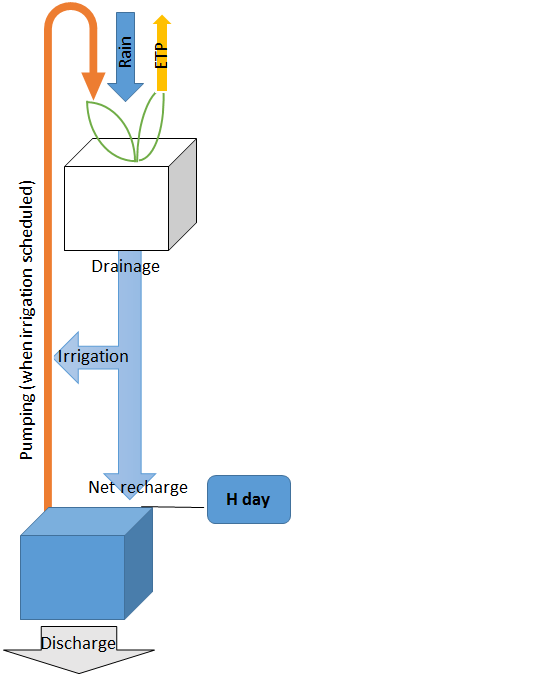 Rain
ETP
Pumping (when irrigation scheduled)
Drainage
Irrigation
Net recharge
H day
Discharge